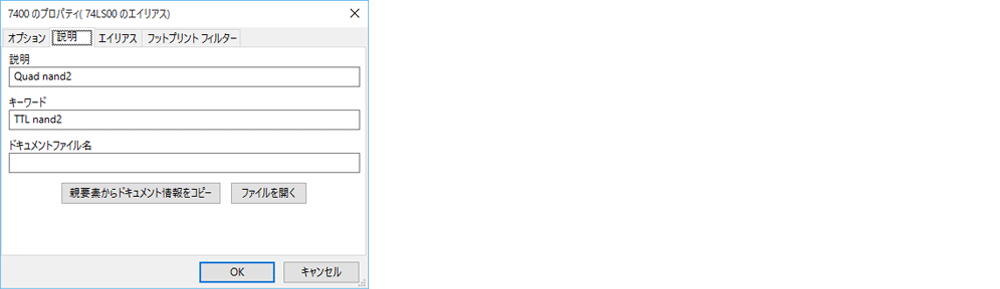 7400 のプロパティ( 74LS00 のエイリアス)
オプション 説明 エイリアス フットプリント フィルター
説明
Quad nand2
キーワード
TTL nand2
ドキュメントファイル名
親要素からドキュメント情報をコピー ファイルを開く
OK キャンセル